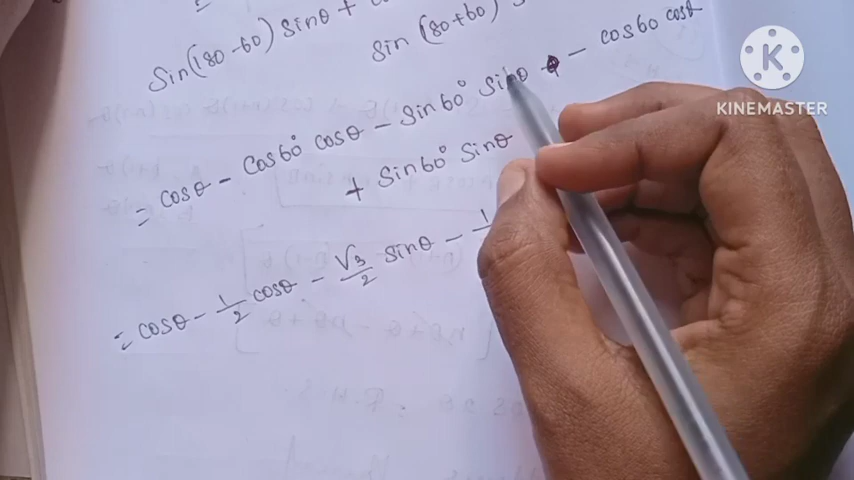 Sin(180-60) sinθ +
sin (80+60)
= cosθ - cos60° cosθ - sin60° sinθ - cos60 cosθ
+ sin60° sinθ
= cosθ - 1/2 cosθ - √3/2 sinθ - 1
K
KINEMASTER